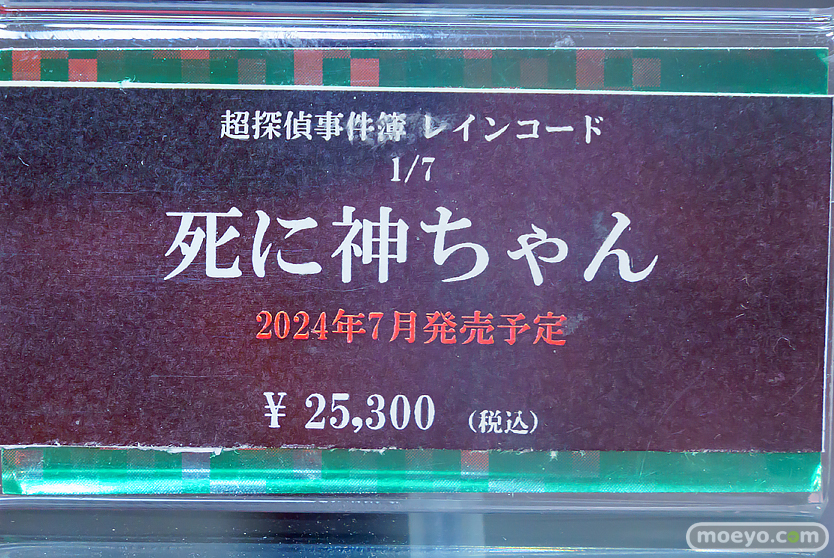 超探偵事件簿 レインコード
1/7
死に神ちゃん
2024年7月発売予定
¥ 25,300 (税込)
moeyo.com